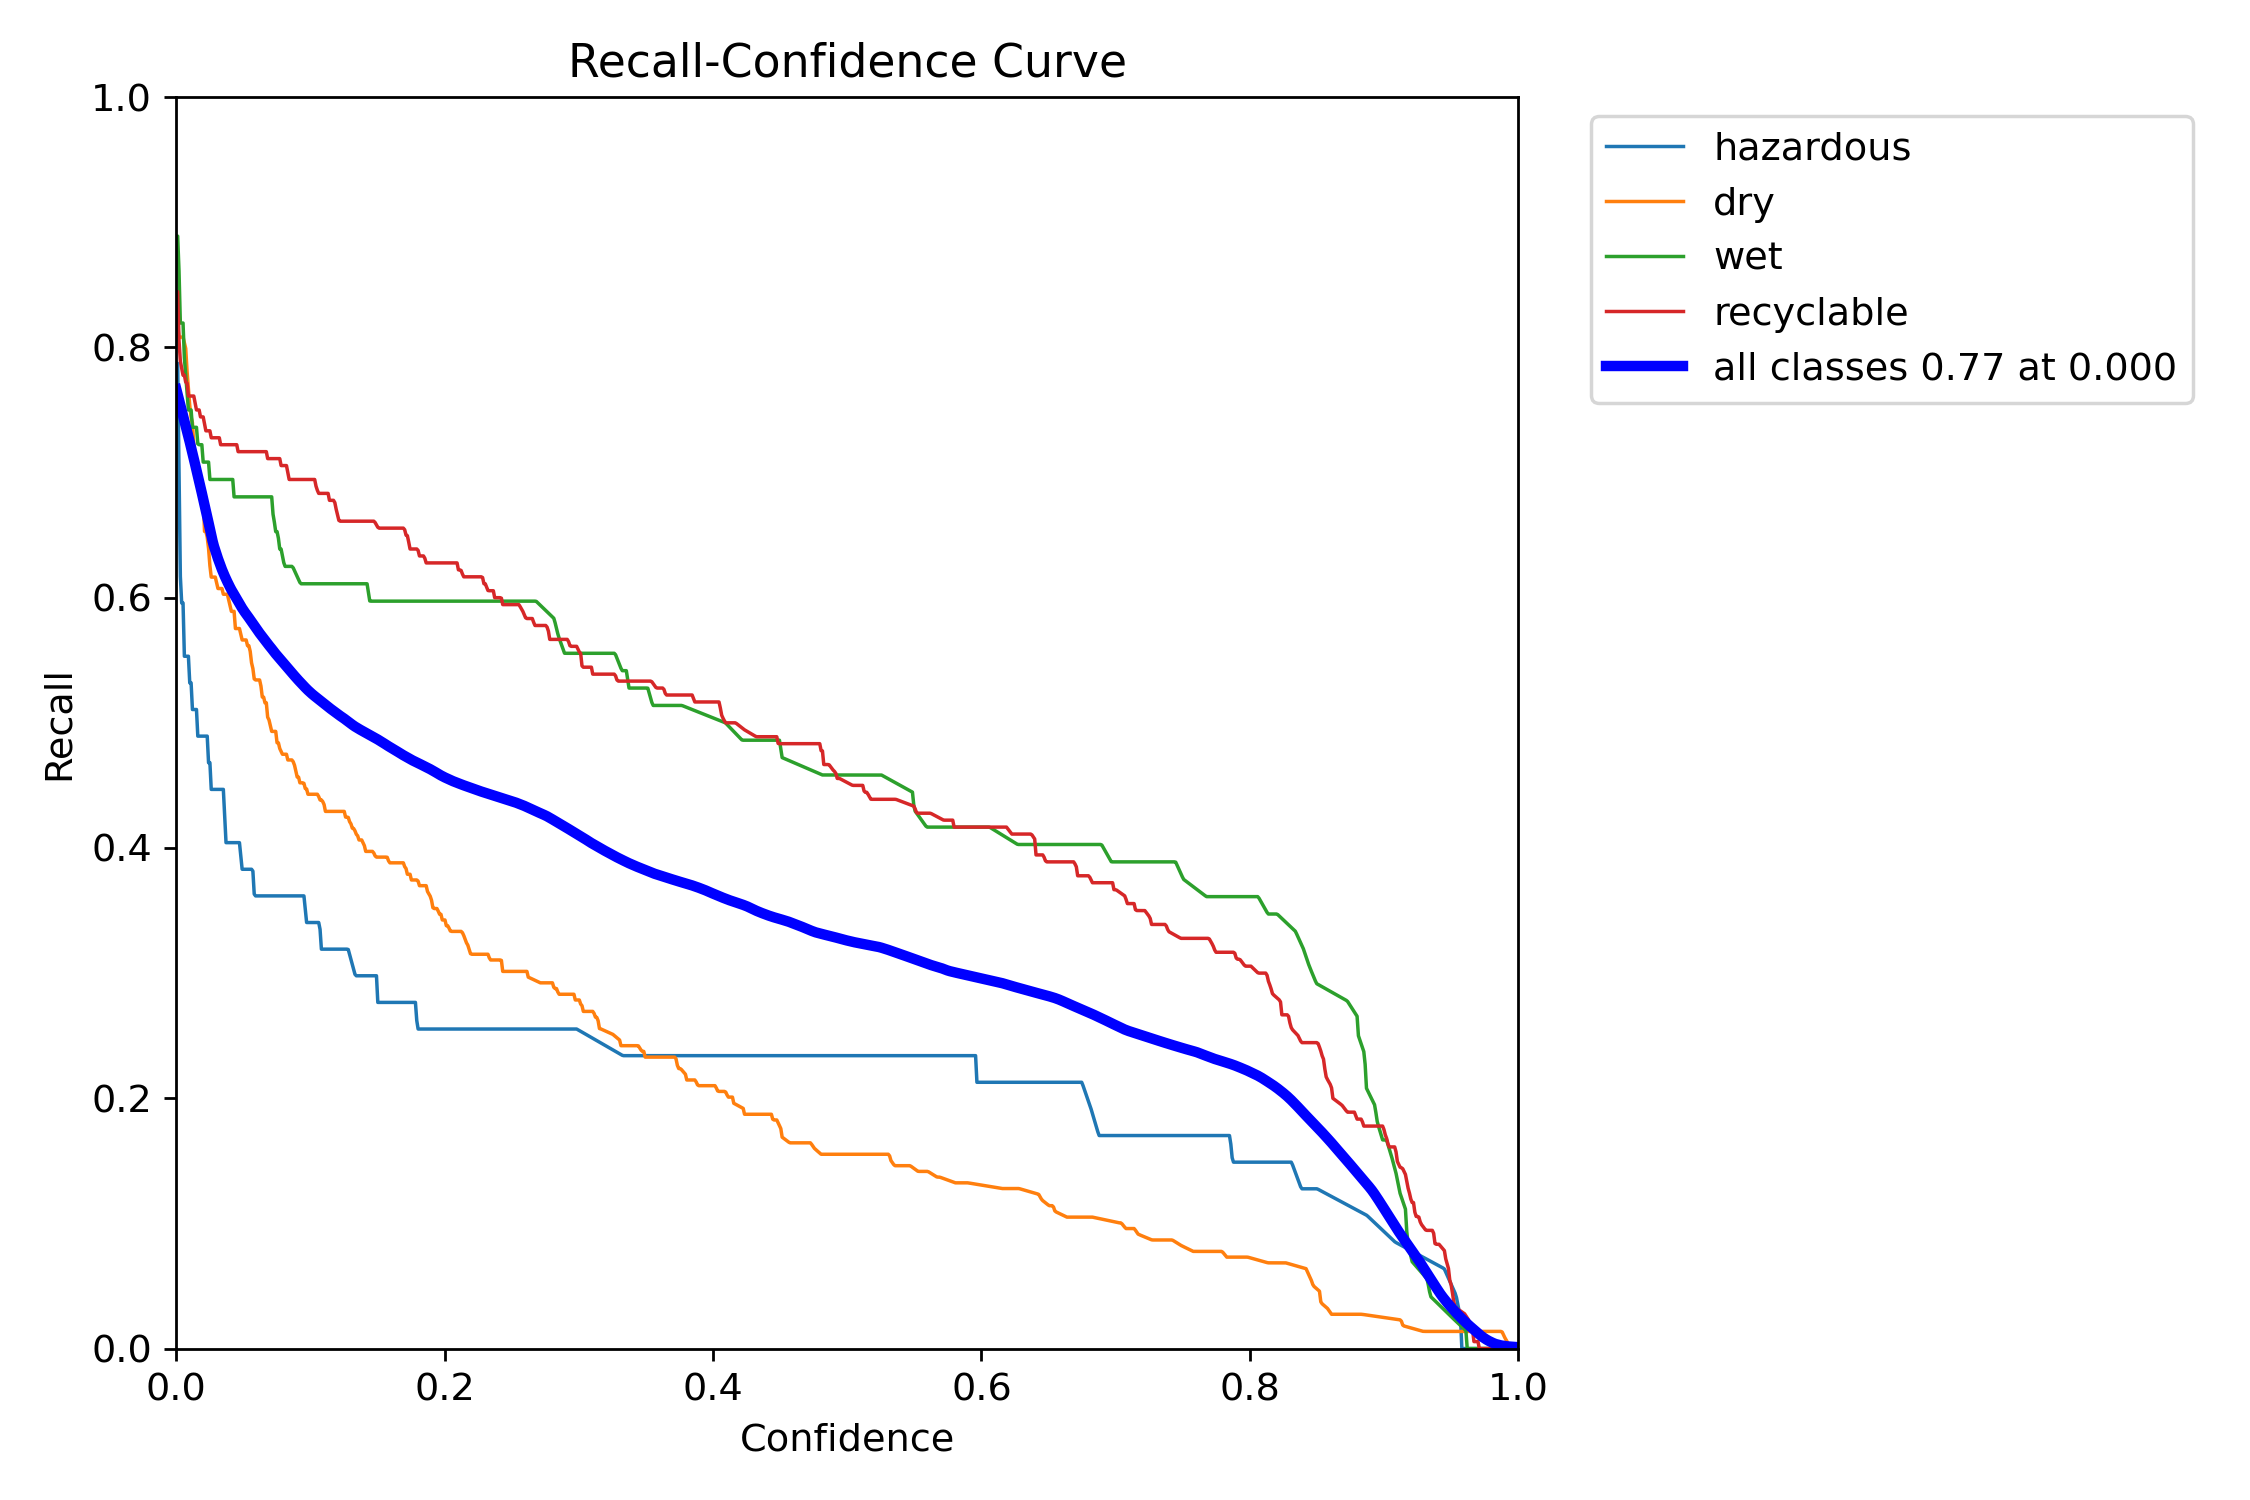 Recall-Confidence Curve
1.0
0.8
0.6
0.4
0.2
0.0
Recall
0.0 0.2 0.4 0.6 0.8 1.0
Confidence
hazardous
dry
wet
recyclable
all classes 0.77 at 0.000